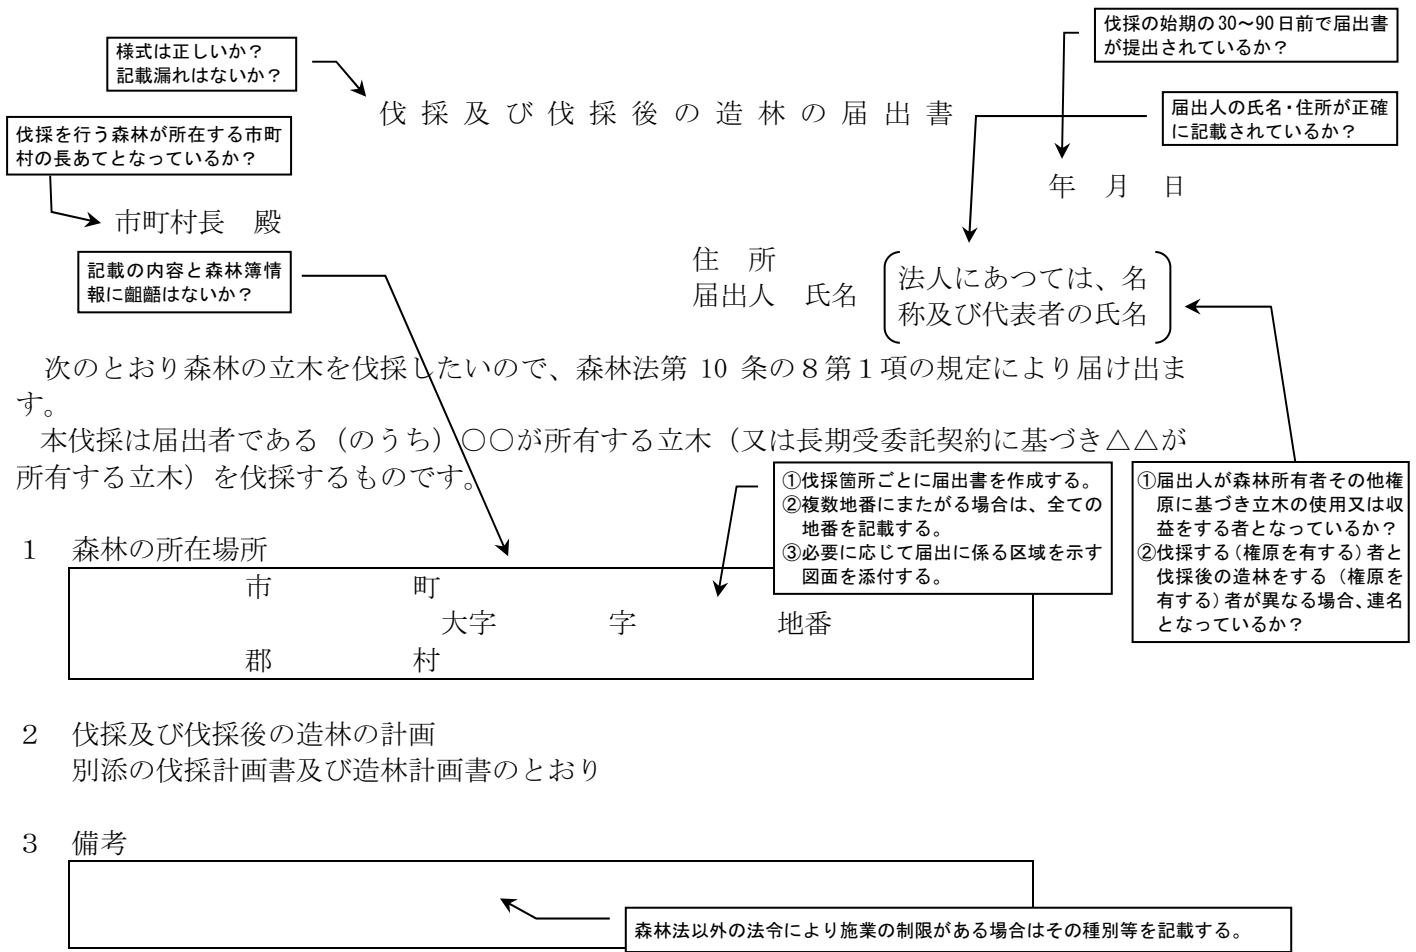 伐採の始期の30～90日前で届出書
が提出されているか？
様式は正しいか？
記載漏れはないか？
伐採及び伐採後の造林の届出書
届出人の氏名・住所が正確
に記載されているか？
伐採を行う森林が所在する市町
村の長あてとなっているか？
年　月　日
市町村長　殿
記載の内容と森林簿情
報に齟齬はないか？
住　所
届出人　氏名
法人にあつては、名
称及び代表者の氏名
次のとおり森林の立木を伐採したいので、森林法第 10 条の８第１項の規定により届け出ま
す。
本伐採は届出者である（のうち）○○が所有する立木（又は長期受委託契約に基づき△△が
所有する立木）を伐採するものです。
①伐採箇所ごとに届出書を作成する。
②複数地番にまたがる場合は、全ての
地番を記載する。
③必要に応じて届出に係る区域を示す
図面を添付する。
①届出人が森林所有者その他権
原に基づき立木の使用又は収
益をする者となっているか？
②伐採する（権原を有する）者と
伐採後の造林をする（権原を
有する）者が異なる場合、連名
となっているか？
１　森林の所在場所
市　町
大字　字　地番
郡　村
２　伐採及び伐採後の造林の計画
別添の伐採計画書及び造林計画書のとおり
３　備考
森林法以外の法令により施業の制限がある場合はその種別等を記載する。